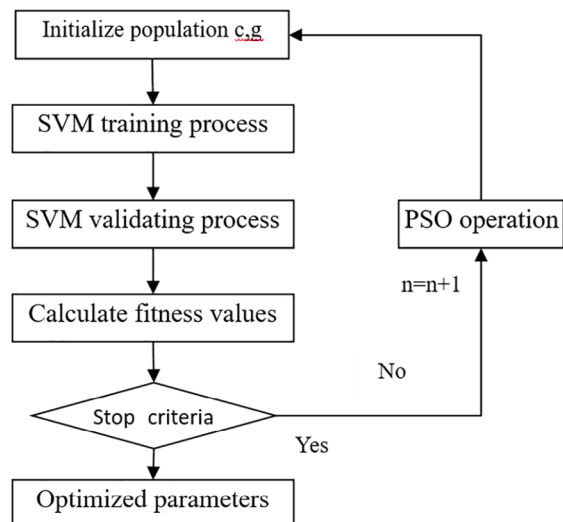 Initialize population c,g
SVM training process
SVM validating process
PSO operation
n=n+1
Calculate fitness values
No
Stop criteria
Yes
Optimized parameters